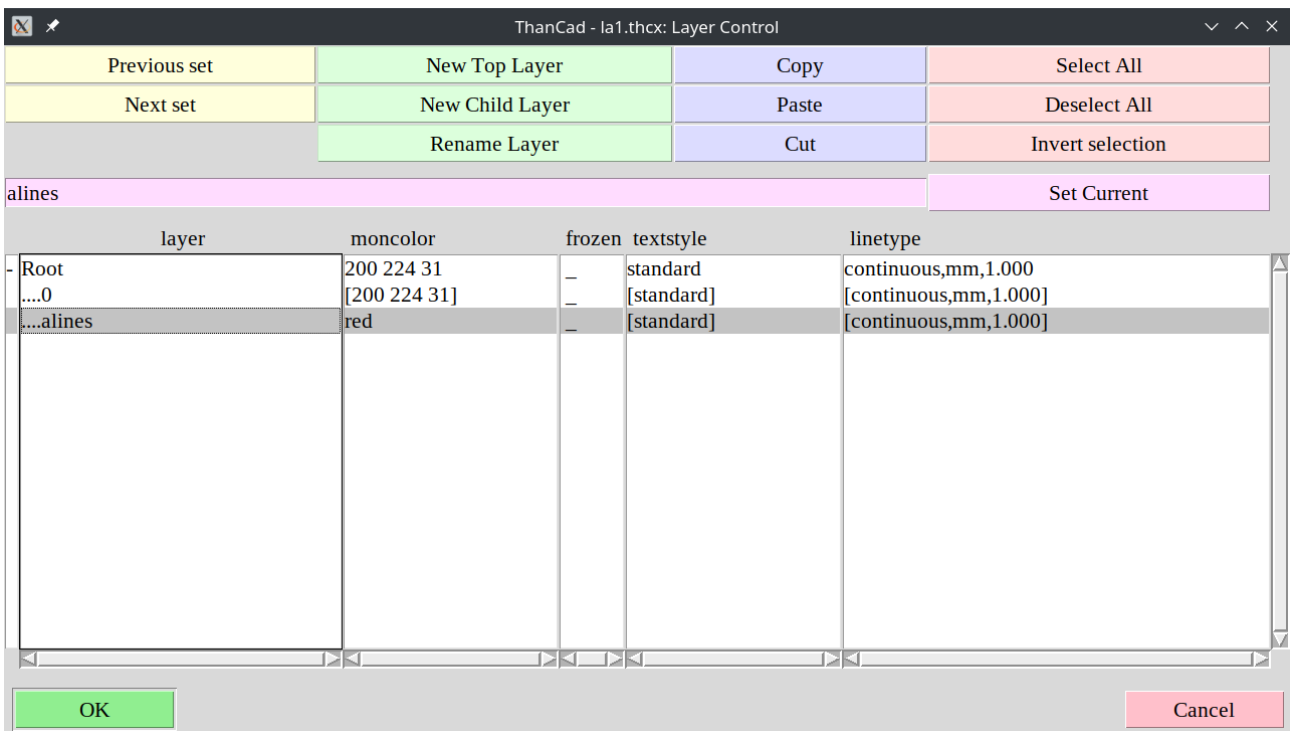 ThanCad - la1.thcx: Layer Control
Previous set New Top Layer Copy Select All
Next set New Child Layer Paste Deselect All
Rename Layer Cut Invert selection
alines Set Current
layer moncolor frozen textstyle linetype
- Root 200 224 31 _ standard continuous,mm,1.000
....0 [200 224 31] _ [standard] [continuous,mm,1.000]
....alines red _ [standard] [continuous,mm,1.000]
OK Cancel